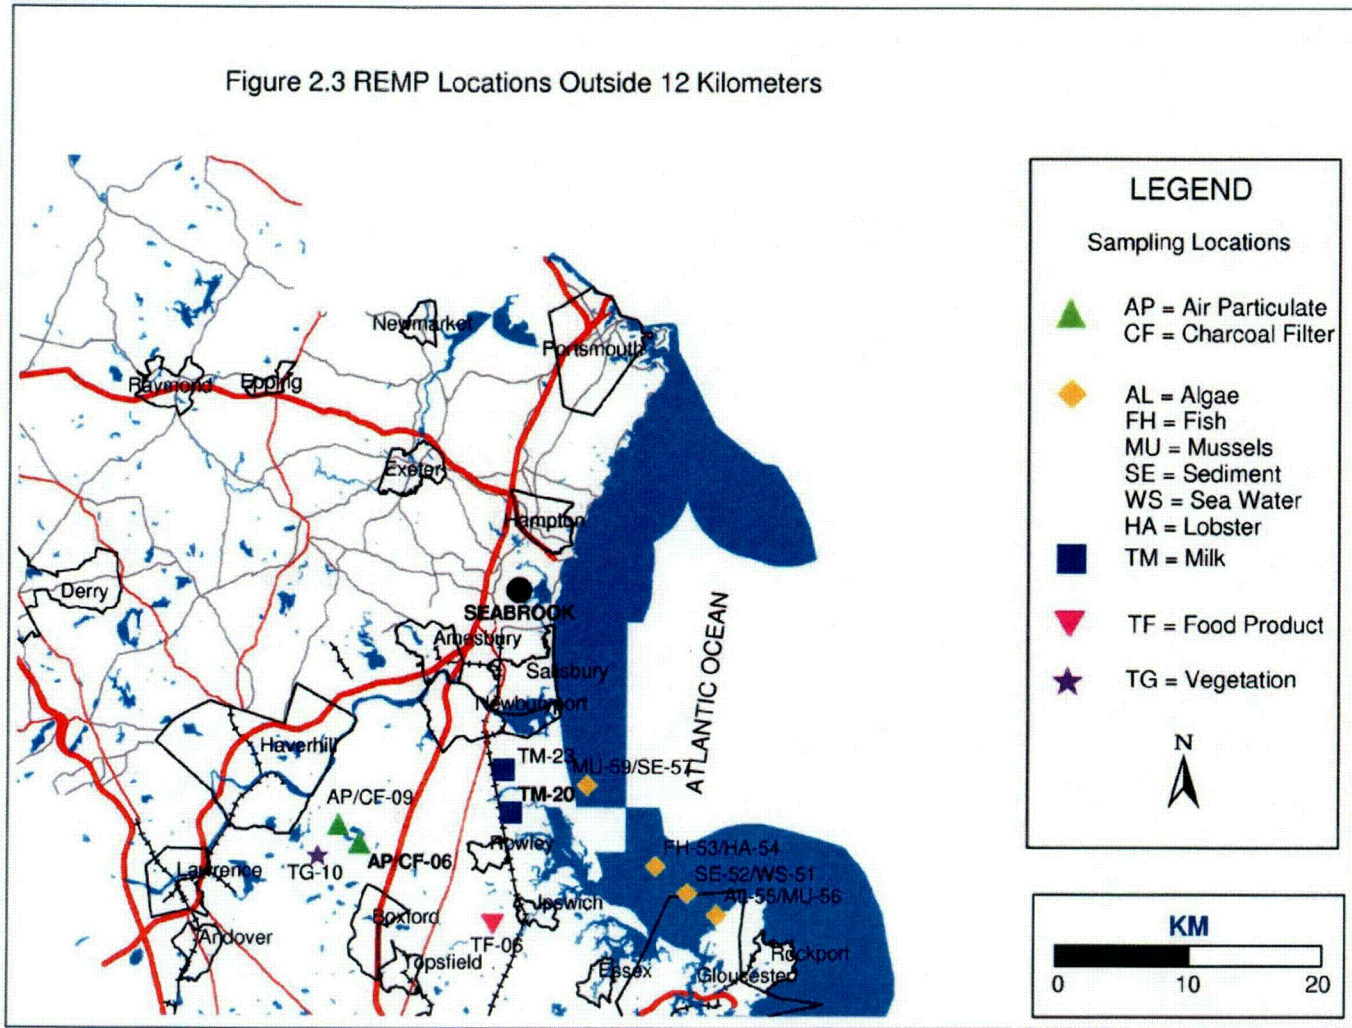 Figure 2.3 REMP Locations Outside 12 Kilometers
LEGEND
Sampling Locations
AP = Air Particulate
CF = Charcoal Filter
AL = Algae
FH = Fish
MU = Mussels
SE = Sediment
WS = Sea Water
HA = Lobster
TM = Milk
TF = Food Product
TG = Vegetation
N
KM
0 10 20
Newmarket
Portsmouth
Raymond
Epping
Exeter
Hampton
Derry
SEABROOK
Amesbury
Salisbury
Newburyport
ATLANTIC OCEAN
Haverhill
TM-23
MU-59/SE-57
TM-20
AP/CF-09
Rowley
FH-53/HA-54
AP/CF-06
TG-10
Lawrence
SE-52/WS-51
AL-55/MU-56
Ipswich
Boxford
Andover
TF-06
Topsfield
Essex
Gloucester
Rockport